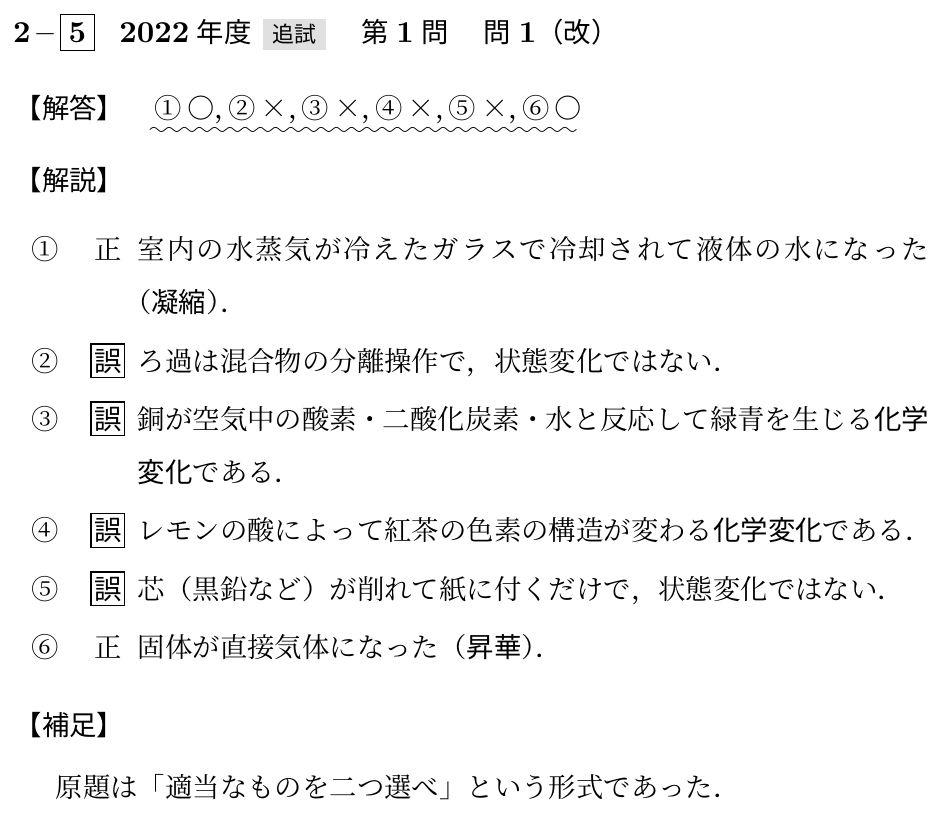 2－5 2022 年度 追試 第 1 問 問 1（改）
【解答】 ① ○, ② ×, ③ ×, ④ ×, ⑤ ×, ⑥ ○
【解説】
① 正 室内の水蒸気が冷えたガラスで冷却されて液体の水になった
（凝縮）．
② 誤 ろ過は混合物の分離操作で，状態変化ではない．
③ 誤 銅が空気中の酸素・二酸化炭素・水と反応して緑青を生じる化学
変化である．
④ 誤 レモンの酸によって紅茶の色素の構造が変わる化学変化である．
⑤ 誤 芯（黒鉛など）が削れて紙に付くだけで，状態変化ではない．
⑥ 正 固体が直接気体になった（昇華）．
【補足】
原題は「適当なものを二つ選べ」という形式であった．